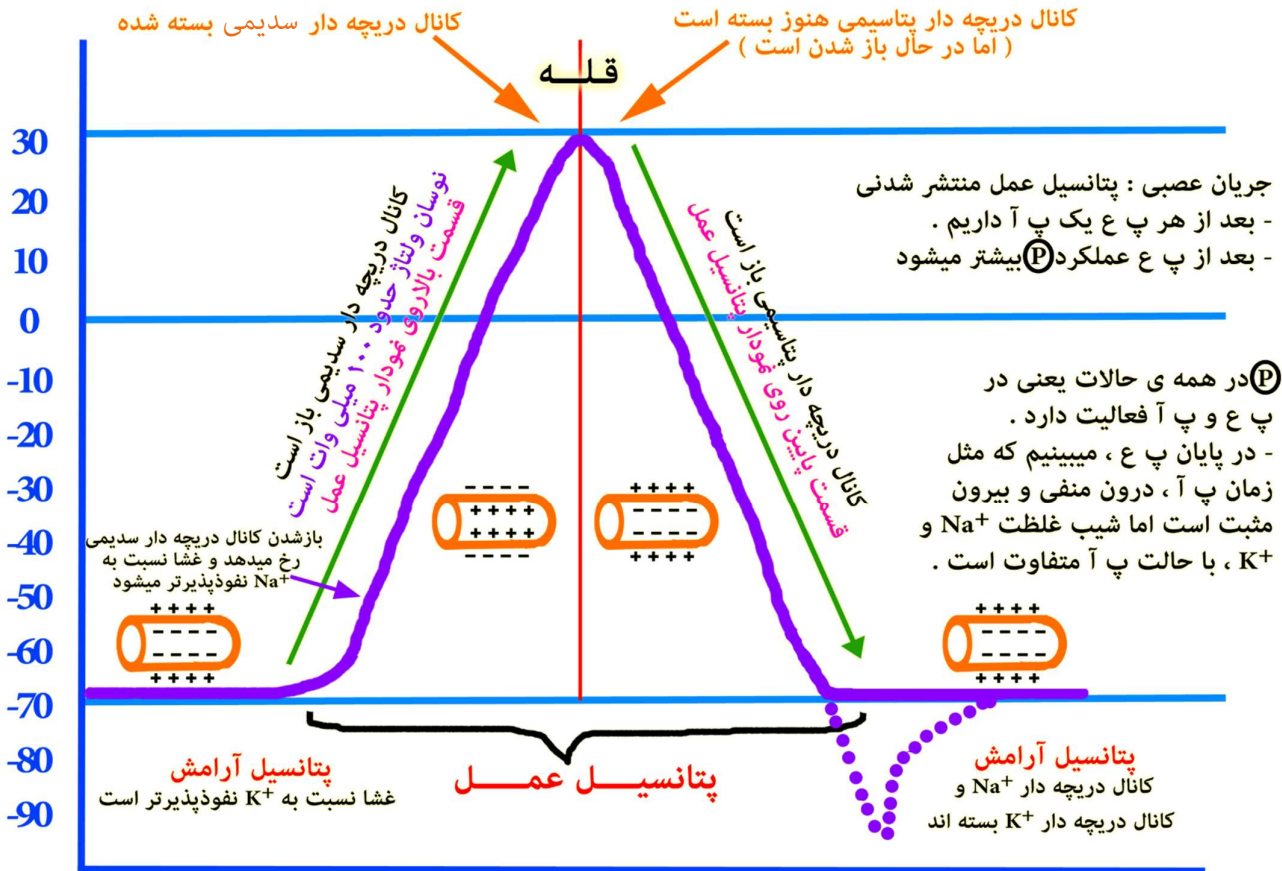 کانال دریچه دار سدیمی بسته شده
کانال دریچه دار پتاسیمی هنوز بسته است
( اما در حال باز شدن است )
قلــه
30
20
10
0
-10
-20
-30
-40
-50
-60
-70
-80
-90
کانال دریچه دار سدیمی باز است
نوسان ولتاژ حدود ۱۰۰ میلی وات است
قسمت بالاروی نمودار پتانسیل عمل
کانال دریچه دار پتاسیمی باز است
قسمت پایین روی نمودار پتانسیل عمل
جریان عصبی : پتانسیل عمل منتشر شدنی
- بعد از هر پ ع یک پ آ داریم .
- بعد از پ ع عملکرد P بیشتر میشود
P در همه ی حالات یعنی در
پ ع و پ آ فعالیت دارد .
- در پایان پ ع ، میبینیم که مثل
زمان پ آ ، درون منفی و بیرون
مثبت است اما شیب غلظت Na⁺ و
K⁺ ، با حالت پ آ متفاوت است .
بازشدن کانال دریچه دار سدیمی
رخ میدهد و غشا نسبت به
Na⁺ نفوذپذیرتر میشود
+ + + +
- - - -
- - - -
+ + + +
- - - -
+ + + +
+ + + +
- - - -
+ + + +
- - - -
- - - -
+ + + +
+ + + +
- - - -
- - - -
+ + + +
پتانسیل آرامش
غشا نسبت به K⁺ نفوذپذیرتر است
پتانسیــل عمــــل
پتانسیل آرامش
کانال دریچه دار Na⁺ و
کانال دریچه دار K⁺ بسته اند